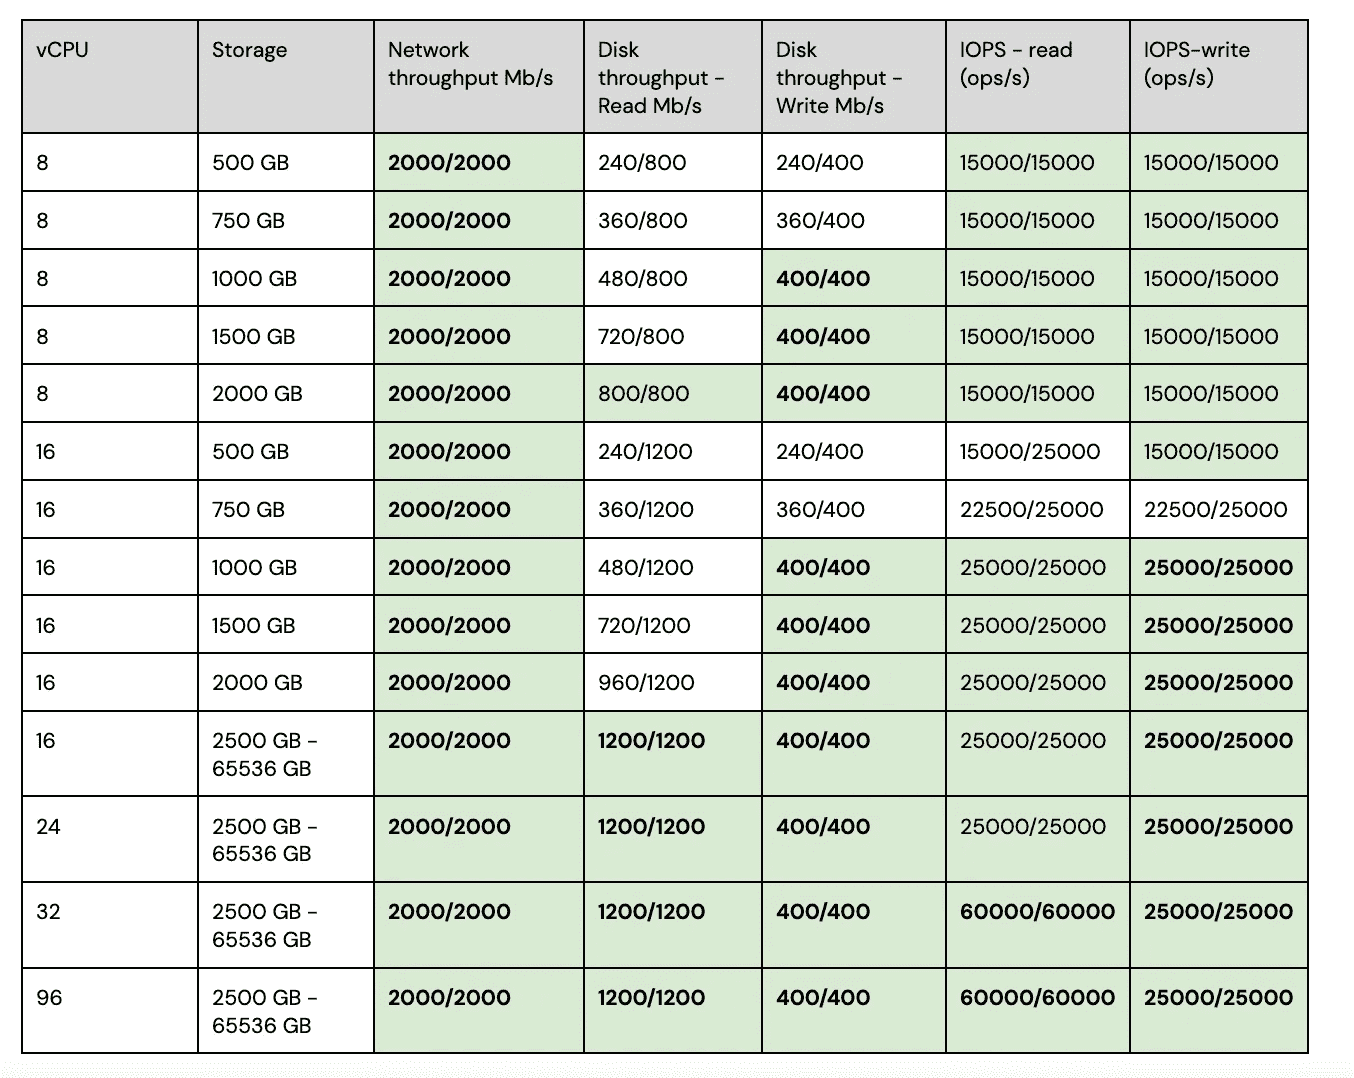 vCPU
Storage
Network
throughput Mb/s
Disk
throughput -
Read Mb/s
Disk
throughput -
Write Mb/s
IOPS - read
(ops/s)
IOPS-write
(ops/s)
8
500 GB
2000/2000
240/800
240/400
15000/15000
15000/15000
8
750 GB
2000/2000
360/800
360/400
15000/15000
15000/15000
8
1000 GB
2000/2000
480/800
400/400
15000/15000
15000/15000
8
1500 GB
2000/2000
720/800
400/400
15000/15000
15000/15000
8
2000 GB
2000/2000
800/800
400/400
15000/15000
15000/15000
16
500 GB
2000/2000
240/1200
240/400
15000/25000
15000/15000
16
750 GB
2000/2000
360/1200
360/400
22500/25000
22500/25000
16
1000 GB
2000/2000
480/1200
400/400
25000/25000
25000/25000
16
1500 GB
2000/2000
720/1200
400/400
25000/25000
25000/25000
16
2000 GB
2000/2000
960/1200
400/400
25000/25000
25000/25000
16
2500 GB -
65536 GB
2000/2000
1200/1200
400/400
25000/25000
25000/25000
24
2500 GB -
65536 GB
2000/2000
1200/1200
400/400
25000/25000
25000/25000
32
2500 GB -
65536 GB
2000/2000
1200/1200
400/400
60000/60000
25000/25000
96
2500 GB -
65536 GB
2000/2000
1200/1200
400/400
60000/60000
25000/25000